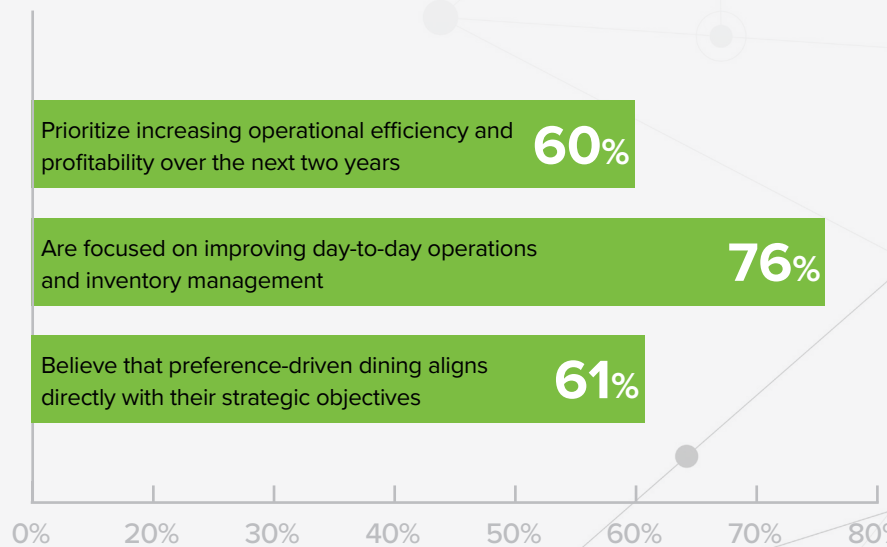 Prioritize increasing operational efficiency and
profitability over the next two years
60%
Are focused on improving day-to-day operations
and inventory management
76%
Believe that preference-driven dining aligns
directly with their strategic objectives
61%
0% 20% 30% 40% 50% 60% 70% 80%